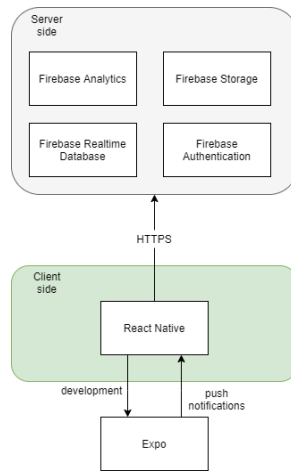 Server
side
Firebase Analytics
Firebase Storage
Firebase Realtime
Database
Firebase
Authentication
HTTPS
Client
side
React Native
development
push
notifications
Expo